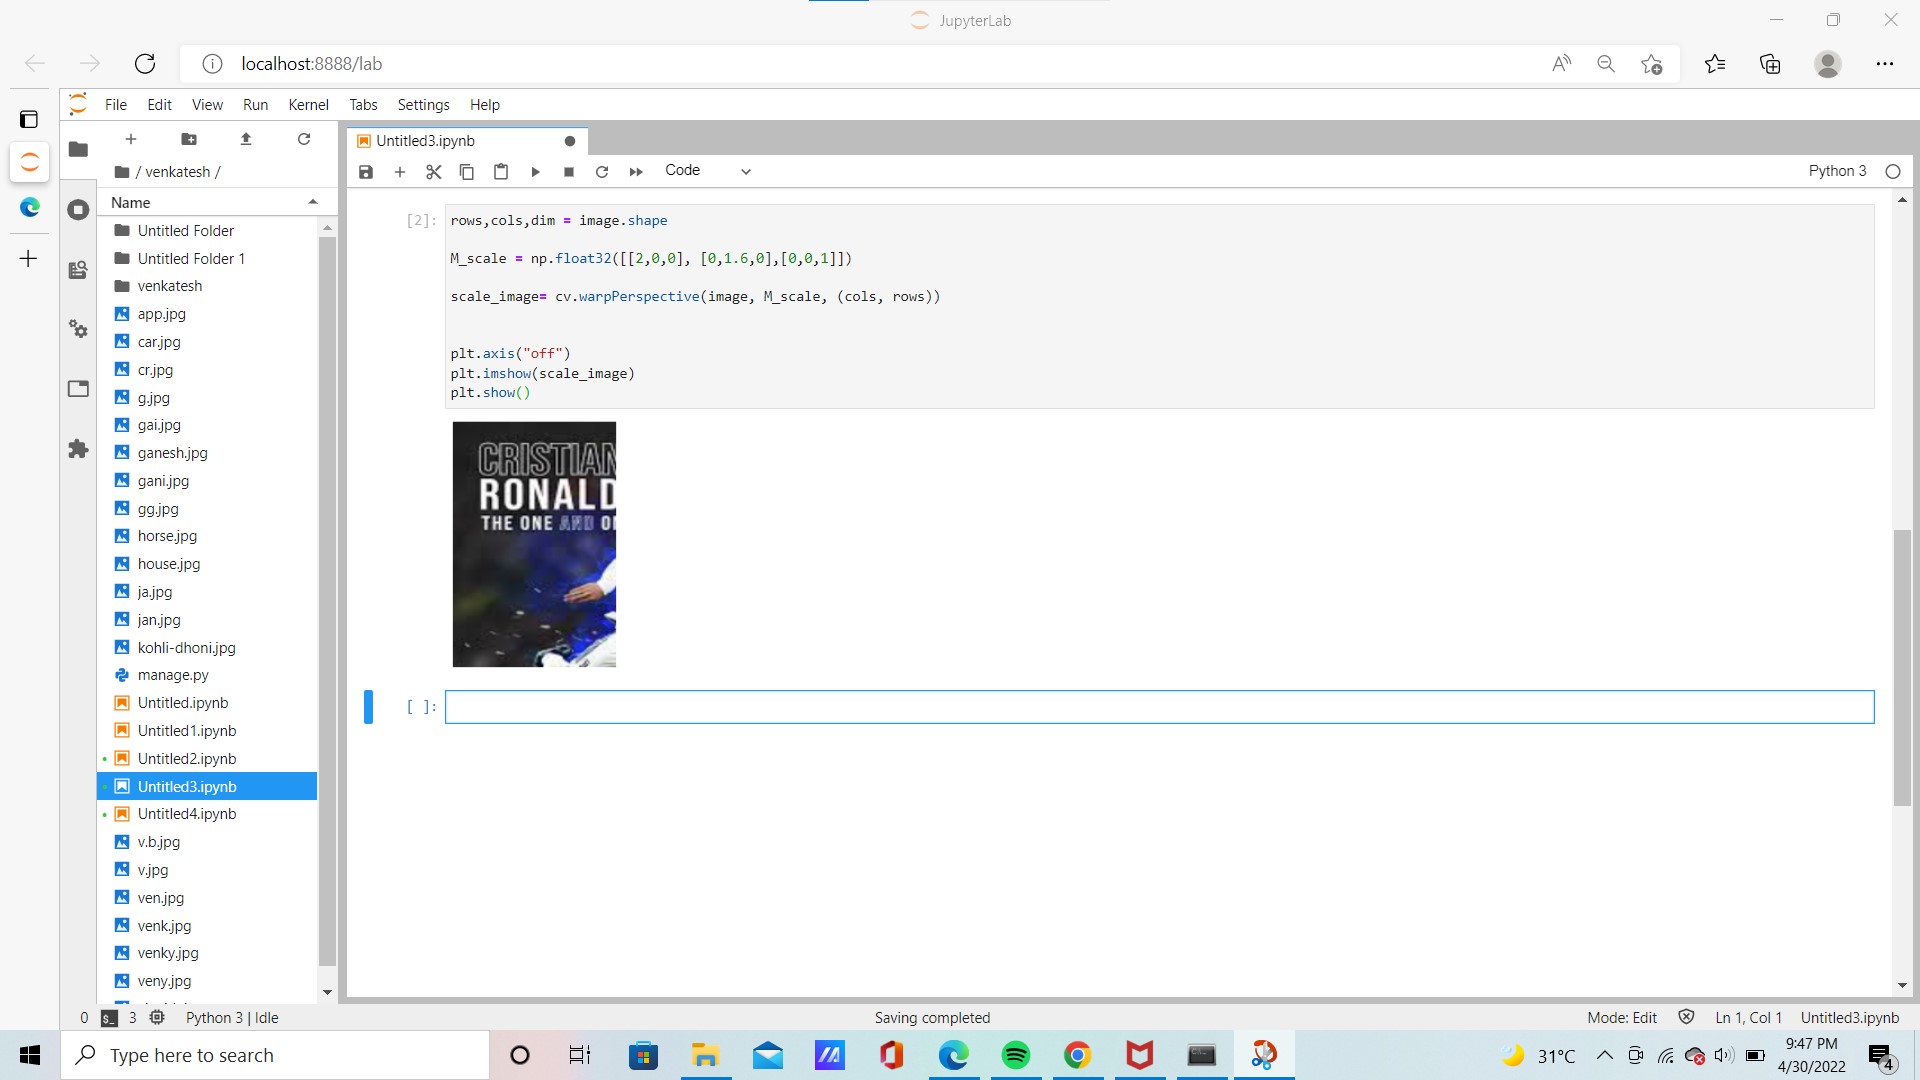 JupyterLab
localhost:8888/lab
File Edit View Run Kernel Tabs Settings Help
Untitled3.ipynb
/ venkatesh /
Code
Python 3
Name
Untitled Folder
Untitled Folder 1
venkatesh
app.jpg
car.jpg
cr.jpg
g.jpg
gai.jpg
ganesh.jpg
gani.jpg
gg.jpg
horse.jpg
house.jpg
ja.jpg
jan.jpg
kohli-dhoni.jpg
manage.py
Untitled.ipynb
Untitled1.ipynb
Untitled2.ipynb
Untitled3.ipynb
Untitled4.ipynb
v.b.jpg
v.jpg
ven.jpg
venk.jpg
venky.jpg
veny.jpg
[2]:
rows,cols,dim = image.shape
M_scale = np.float32([[2,0,0], [0,1.6,0],[0,0,1]])
scale_image= cv.warpPerspective(image, M_scale, (cols, rows))
plt.axis("off")
plt.imshow(scale_image)
plt.show()
CRISTIAN
RONALD
THE ONE AND
[ ]:
0 3 Python 3 | Idle
Saving completed
Mode: Edit Ln 1, Col 1 Untitled3.ipynb
Type here to search
31°C
9:47 PM
4/30/2022
4